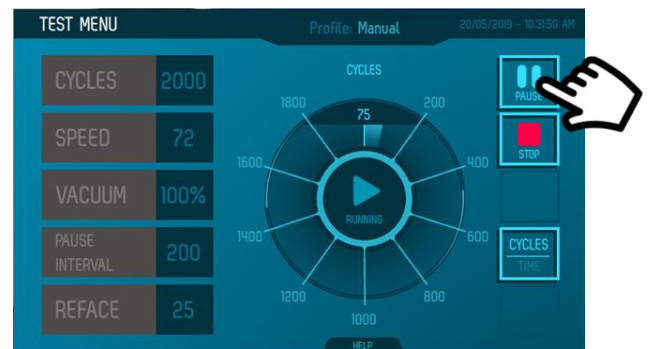 TEST MENU
Profile: Manual
20/05/2019 - 10:31:50 AM
CYCLES 2000
SPEED 72
VACUUM 100%
PAUSE
INTERVAL 200
REFACE 25
CYCLES
75
200
400
600
800
1000
1200
1400
1600
1800
RUNNING
PAUSE
STOP
CYCLES
TIME
HELP